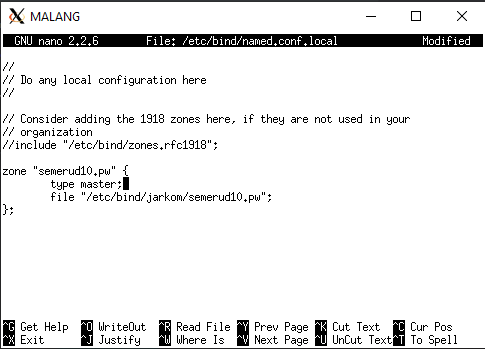 MALANG
GNU nano 2.2.6 File: /etc/bind/named.conf.local Modified
//
// Do any local configuration here
//
// Consider adding the 1918 zones here, if they are not used in your
// organization
//include "/etc/bind/zones.rfc1918";
zone "semerud10.pw" {
type master;
file "/etc/bind/jarkom/semerud10.pw";
};
^G Get Help ^O WriteOut ^R Read File ^Y Prev Page ^K Cut Text ^C Cur Pos
^X Exit ^J Justify ^W Where Is ^V Next Page ^U UnCut Text ^T To Spell